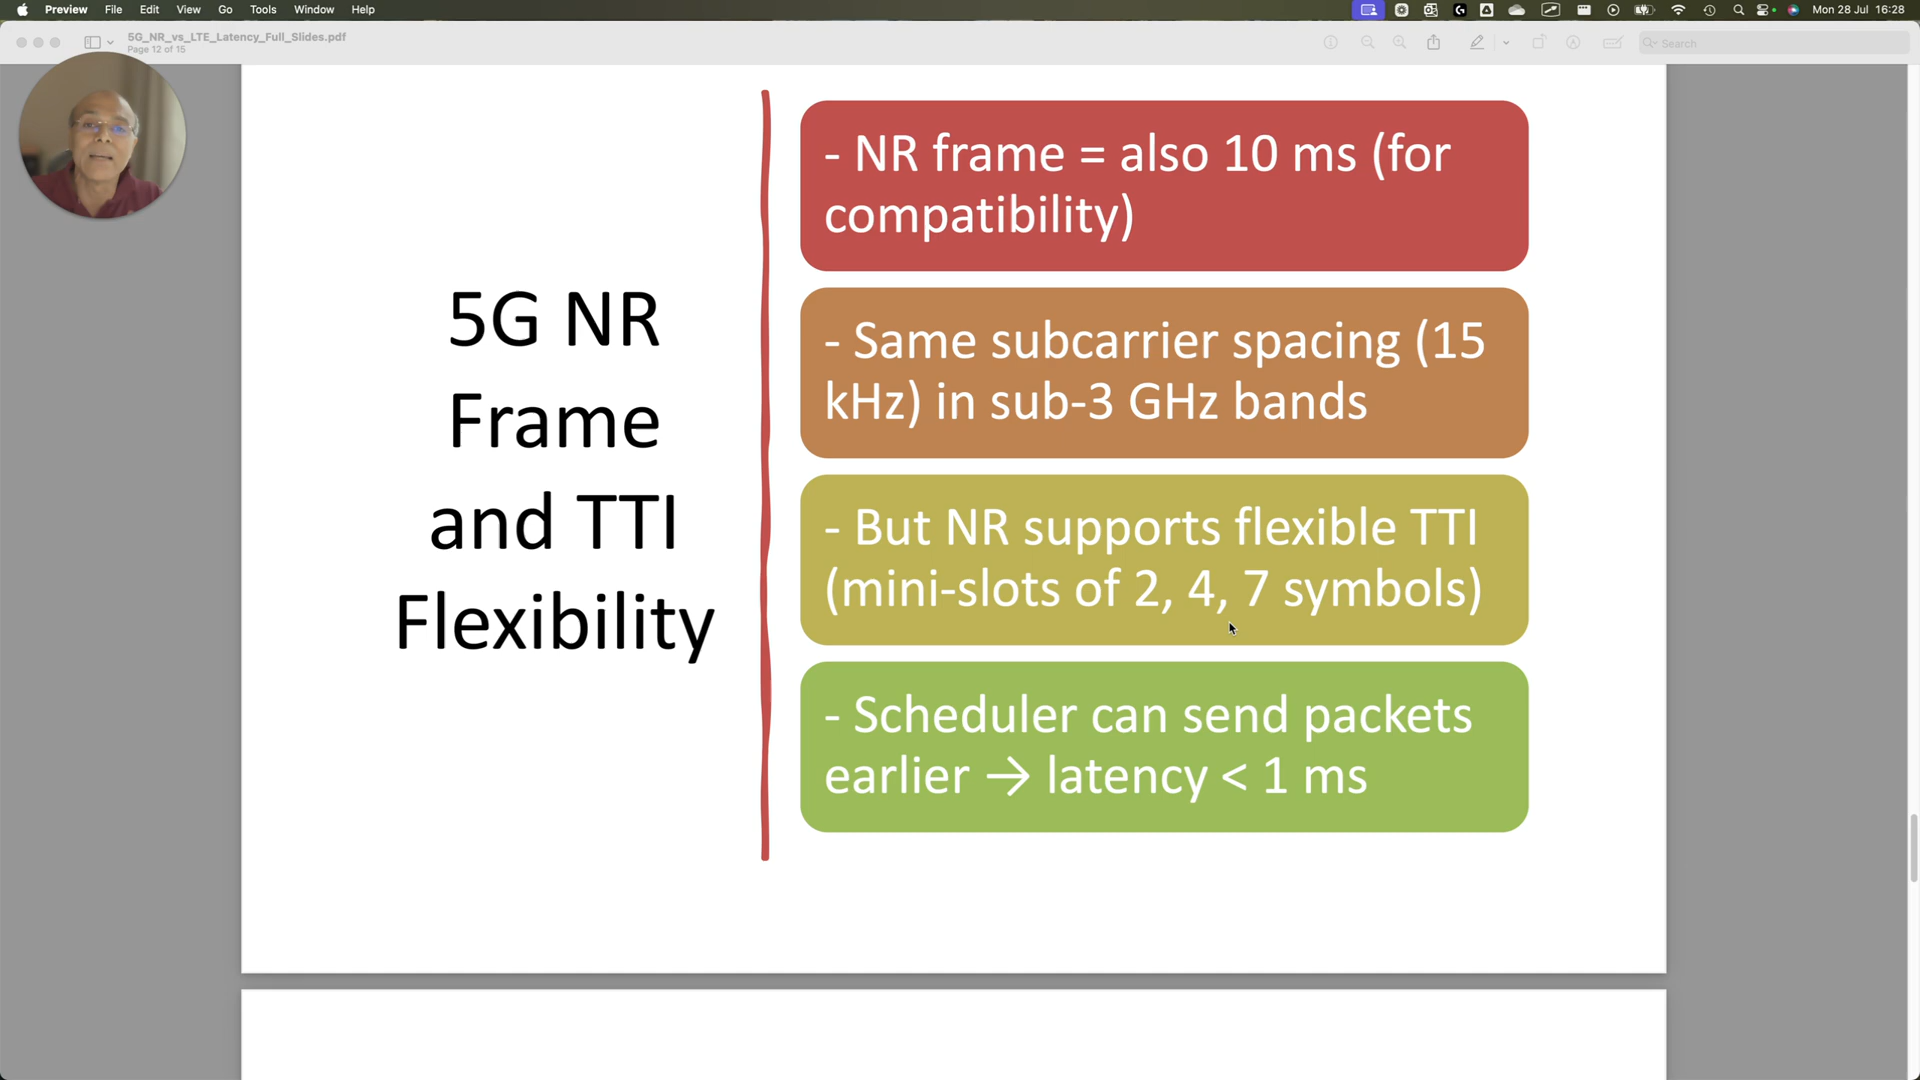 Preview File Edit View Go Tools Window Help
Mon 28 Jul 16:28
5G_NR_vs_LTE_Latency_Full_Slides.pdf
Page 12 of 15
Search
5G NR
Frame
and TTI
Flexibility
- NR frame = also 10 ms (for
compatibility)
- Same subcarrier spacing (15
kHz) in sub-3 GHz bands
- But NR supports flexible TTI
(mini-slots of 2, 4, 7 symbols)
- Scheduler can send packets
earlier → latency < 1 ms